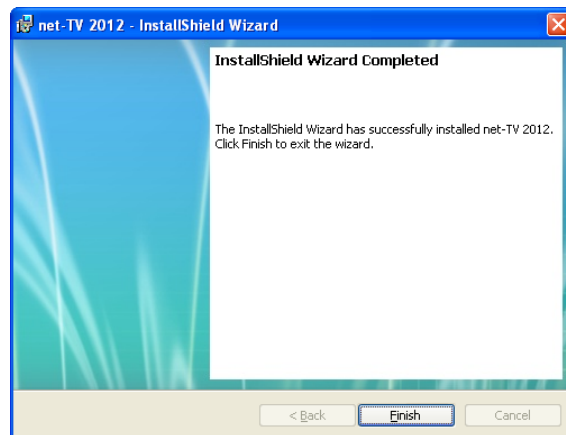 net-TV 2012 - InstallShield Wizard
InstallShield Wizard Completed
The InstallShield Wizard has successfully installed net-TV 2012.
Click Finish to exit the wizard.
< Back Finish Cancel